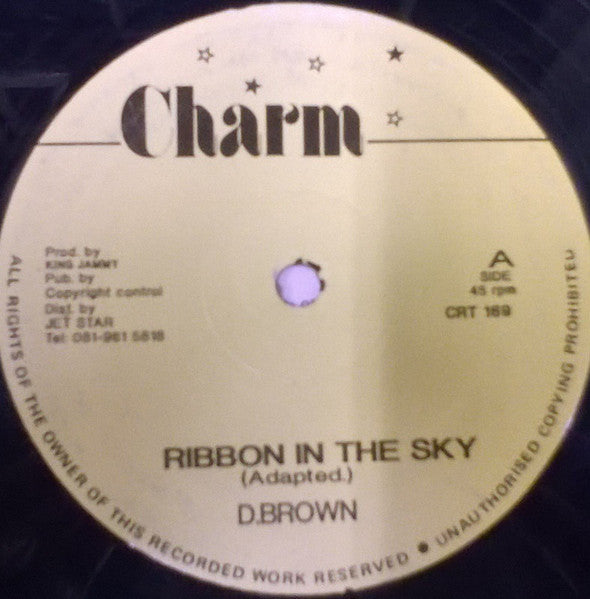 Charm
Prod. by
KING JAMMY
Pub. by
Copyright control
Dist. by
JET STAR
Tel: 081-961 5818
A
SIDE
45 rpm
CRT 169
RIBBON IN THE SKY
(Adapted.)
D.BROWN
ALL RIGHTS OF THE OWNER OF THIS RECORDED WORK RESERVED ● UNAUTHORISED COPYING PROHIBITED